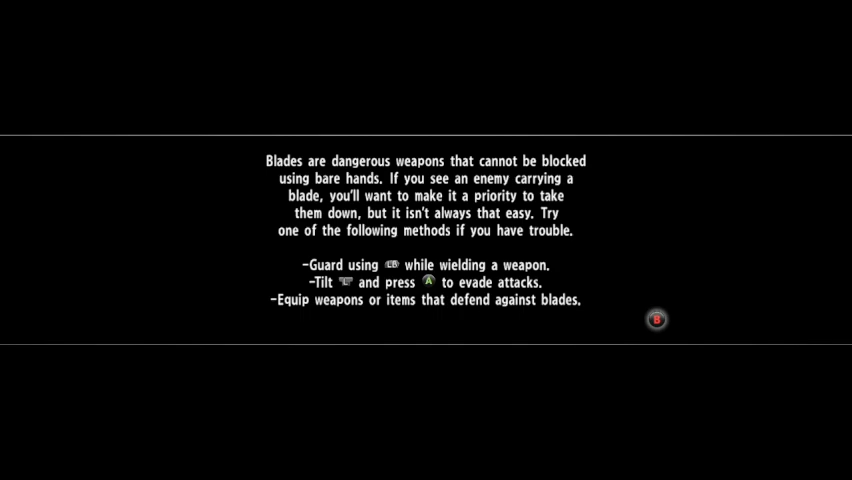 Blades are dangerous weapons that cannot be blocked
using bare hands. If you see an enemy carrying a
blade, you'll want to make it a priority to take
them down, but it isn't always that easy. Try
one of the following methods if you have trouble.
-Guard using LB while wielding a weapon.
-Tilt L and press A to evade attacks.
-Equip weapons or items that defend against blades.
B